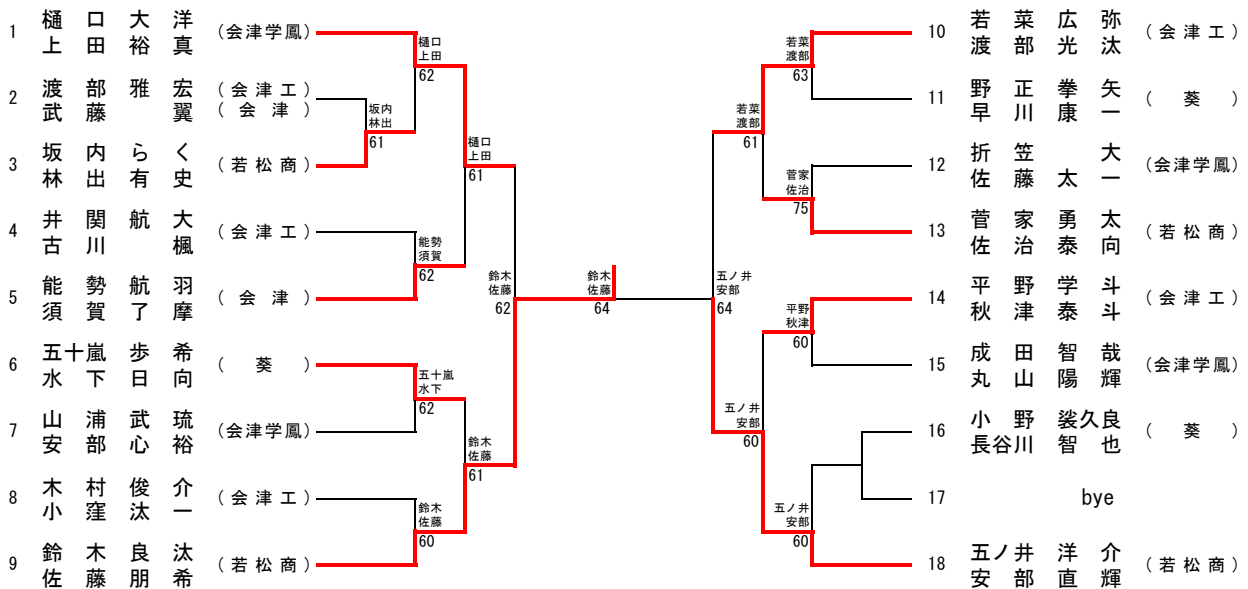 1 樋口大洋 (会津学鳳)
上田裕真
2 渡部雅宏 (会津工)
武藤翼 (会津)
3 坂内らく (若松商)
林出有史
4 井関航大 (会津工)
古川楓
5 能勢航羽 (会津)
須賀了摩
6 五十嵐歩希 (葵)
水下日向
7 山浦武琉 (会津学鳳)
安部心裕
8 木村俊介 (会津工)
小窪汰一
9 鈴木良汰 (若松商)
佐藤朋希
樋口
上田
62
坂内
林出
61
樋口
上田
61
能勢
須賀
62
鈴木
佐藤
62
五十嵐
水下
62
鈴木
佐藤
61
鈴木
佐藤
60
鈴木
佐藤
64
若菜
渡部
63
若菜
渡部
61
菅家
佐治
75
五ノ井
安部
64
平野
秋津
60
五ノ井
安部
60
五ノ井
安部
60
10 若菜広弥 (会津工)
渡部光汰
11 野正拳矢 (葵)
早川康一
12 折笠大 (会津学鳳)
佐藤太一
13 菅家勇太 (若松商)
佐治泰向
14 平野学斗 (会津工)
秋津泰斗
15 成田智哉 (会津学鳳)
丸山陽輝
16 小野裟久良 (葵)
長谷川智也
17 bye
18 五ノ井洋介 (若松商)
安部直輝